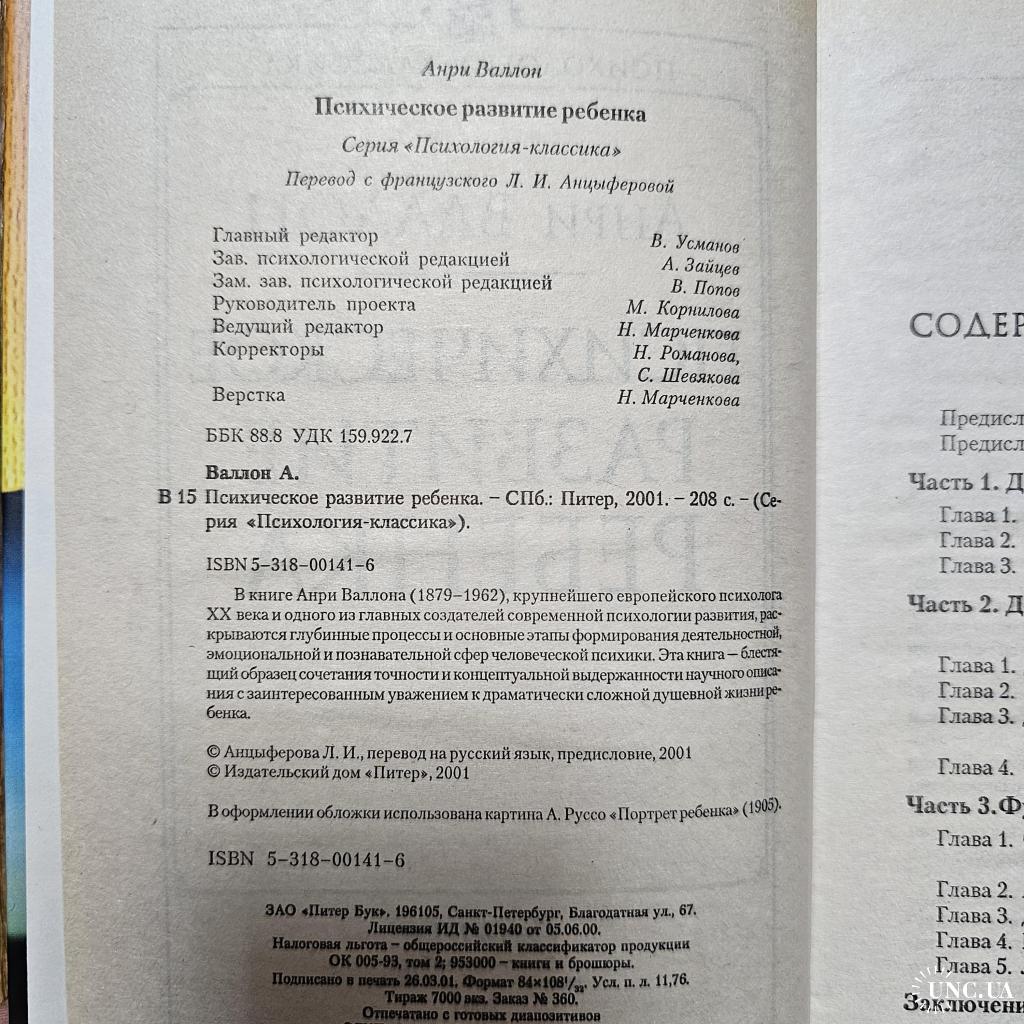 Анри Валлон
Психическое развитие ребенка
Серия «Психология-классика»
Перевод с французского Л. И. Анцыферовой
Главный редактор В. Усманов
Зав. психологической редакцией А. Зайцев
Зам. зав. психологической редакцией В. Попов
Руководитель проекта М. Корнилова
Ведущий редактор Н. Марченкова
Корректоры Н. Романова,
С. Шевякова
Верстка Н. Марченкова
ББК 88.8 УДК 159.922.7
Валлон А.
В 15 Психическое развитие ребенка. – СПб.: Питер, 2001. – 208 с. – (Се-
рия «Психология-классика»).
ISBN 5–318–00141–6
В книге Анри Валлона (1879–1962), крупнейшего европейского психолога
XX века и одного из главных создателей современной психологии развития, рас-
крываются глубинные процессы и основные этапы формирования деятельностной,
эмоциональной и познавательной сфер человеческой психики. Эта книга – блестя-
щий образец сочетания точности и концептуальной выдержанности научного описа-
ния с заинтересованным уважением к драматически сложной душевной жизни ре-
бенка.
© Анцыферова Л. И., перевод на русский язык, предисловие, 2001
© Издательский дом «Питер», 2001
В оформлении обложки использована картина А. Руссо «Портрет ребенка» (1905).
ISBN 5–318–00141–6
ЗАО «Питер Бук». 196105, Санкт-Петербург, Благодатная ул., 67.
Лицензия ИД № 01940 от 05.06.00.
Налоговая льгота – общероссийский классификатор продукции
ОК 005-93, том 2; 953000 – книги и брошюры.
Подписано в печать 26.03.01. Формат 84×108¹/₃₂. Усл. п. л. 11,76.
Тираж 7000 экз. Заказ № 360.
Отпечатано с готовых диапозитивов
СОДЕР
Предисл
Предисл
Часть 1. Д
Глава 1.
Глава 2.
Глава 3.
Часть 2. Д
Глава 1.
Глава 2.
Глава 3.
Глава 4.
Часть 3. Фу
Глава 1.
Глава 2.
Глава 3.
Глава 4.
Глава 5.
Заключени
UNC.UA